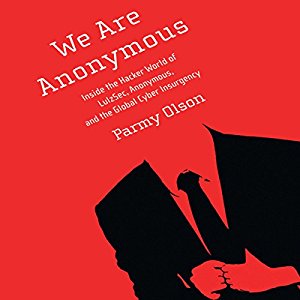 We Are
Anonymous
Inside the Hacker World of
LulzSec, Anonymous,
and the Global Cyber Insurgency
Parmy Olson